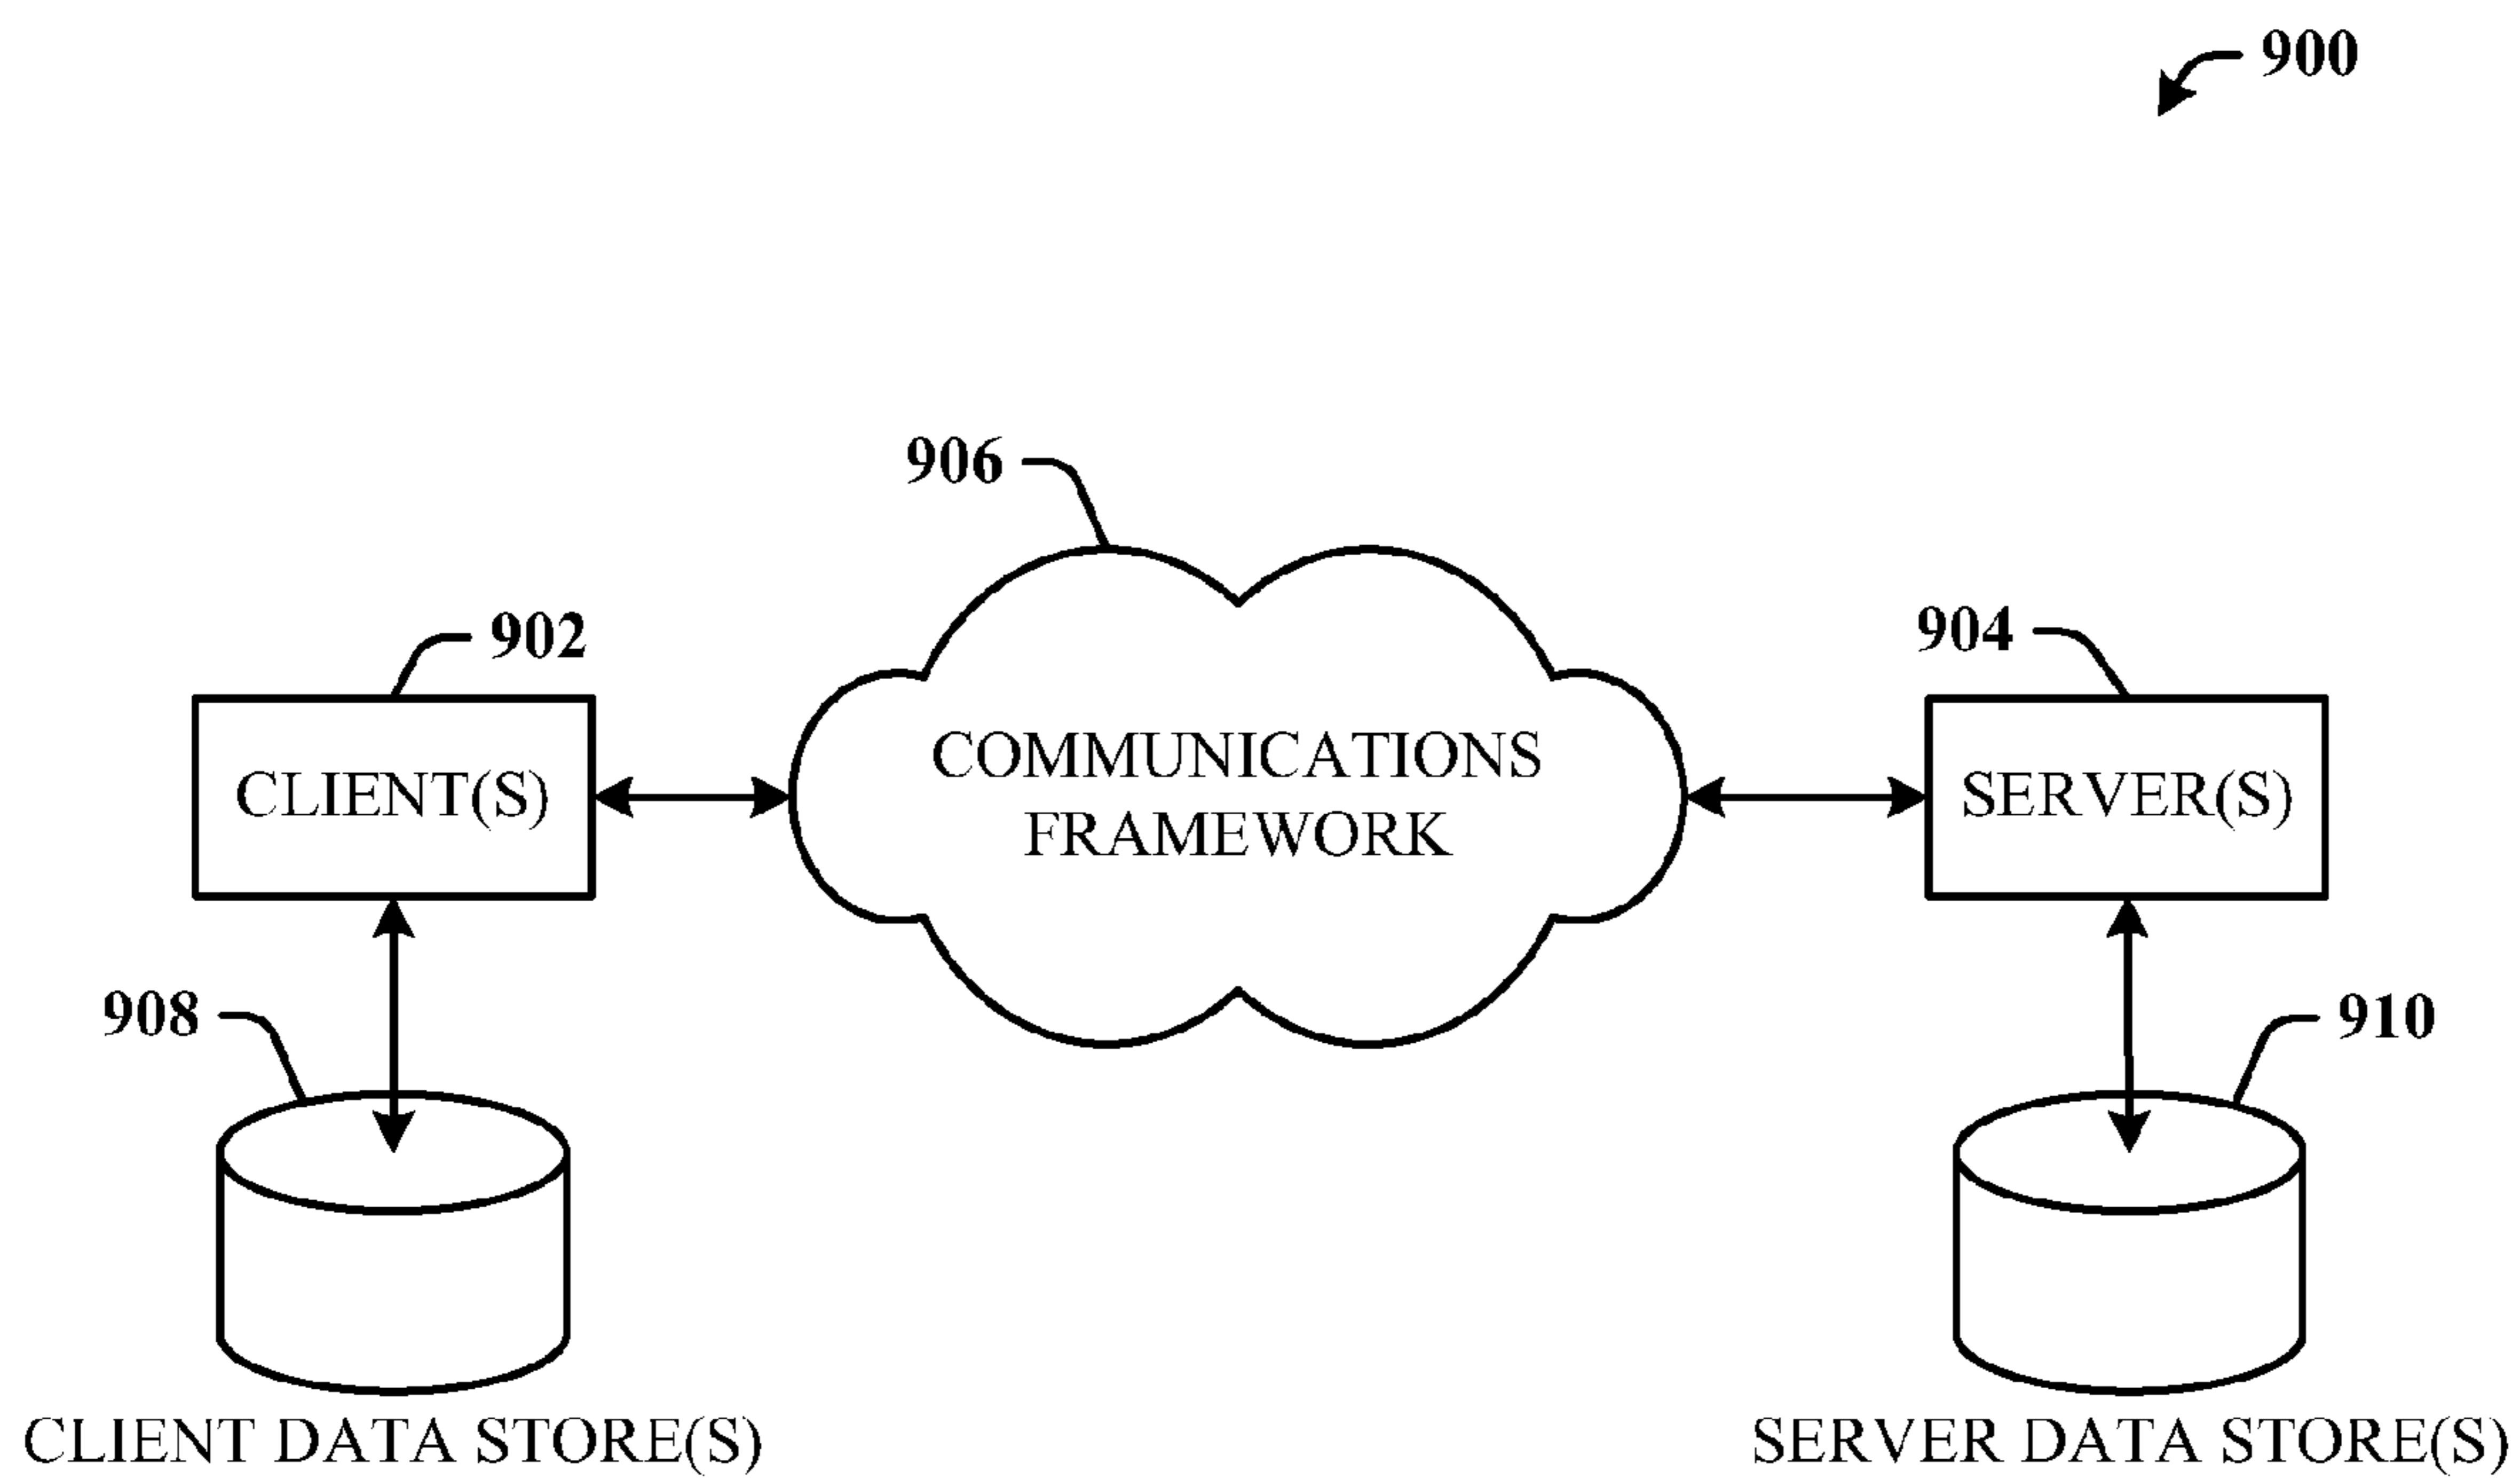 900
906
902
904
COMMUNICATIONS
FRAMEWORK
CLIENT(S)
SERVER(S)
908
910
CLIENT DATA STORE(S)
SERVER DATA STORE(S)